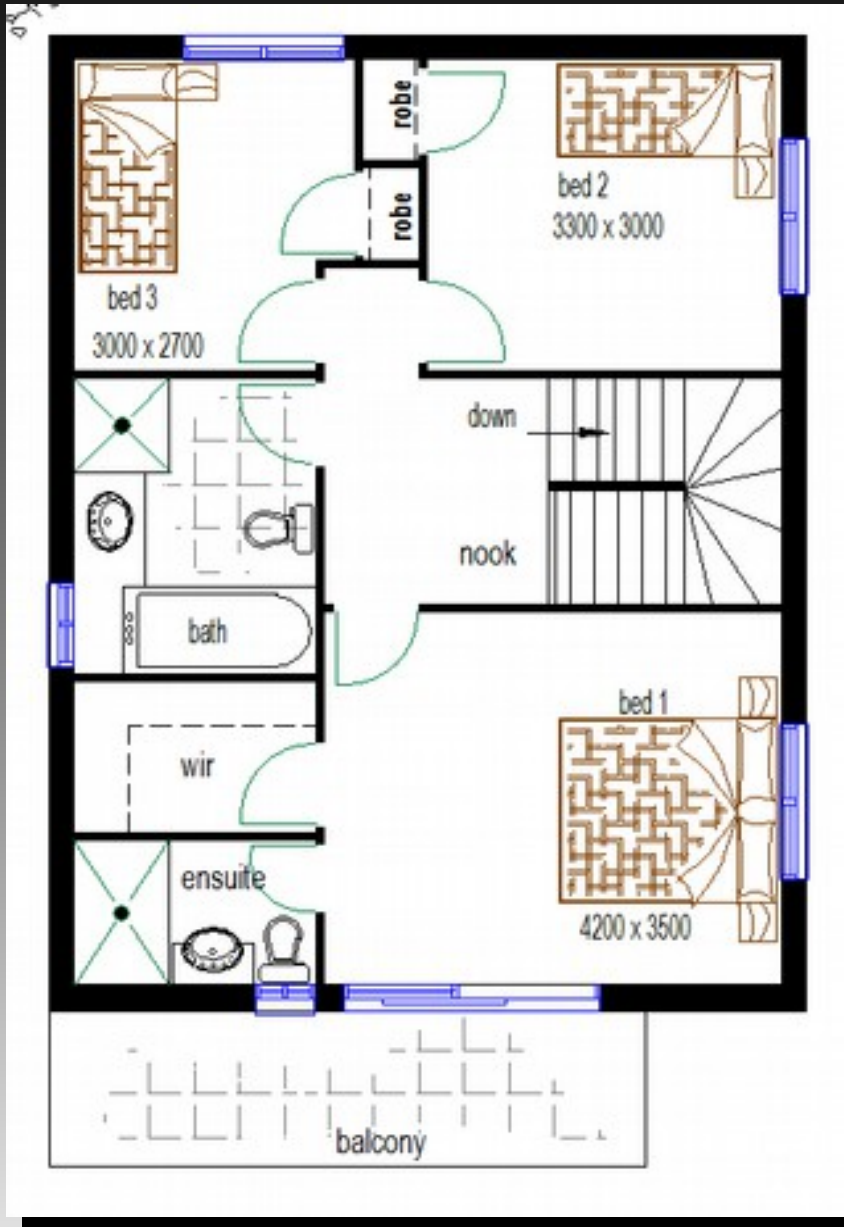 robe
robe
bed 2
3300 x 3000
bed 3
3000 x 2700
down
nook
bath
bed 1
wir
ensuite
4200 x 3500
balcony